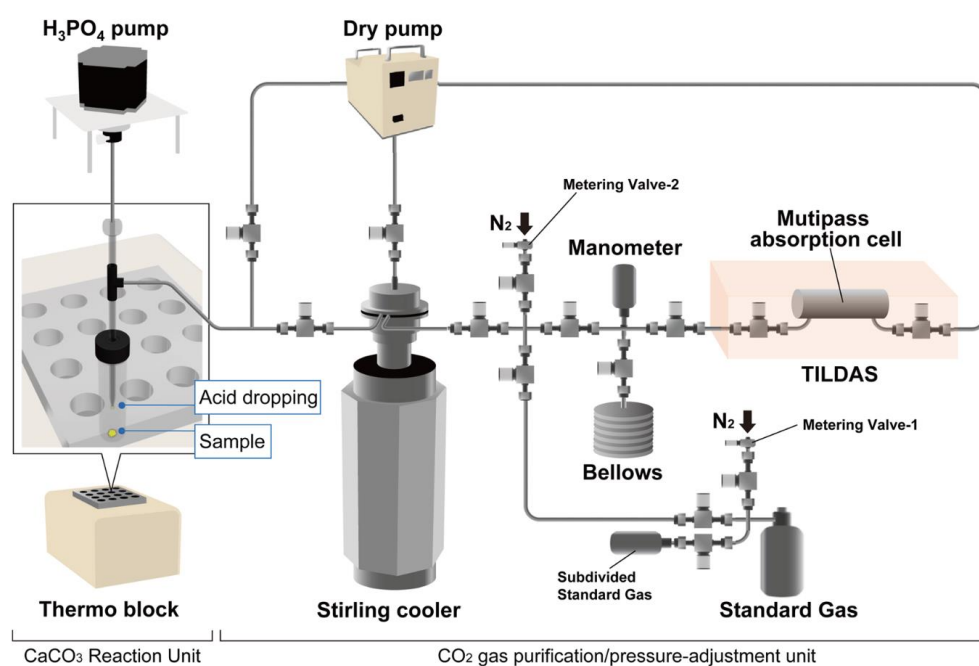 H₃PO₄ pump
Dry pump
Metering Valve-2
N₂
Manometer
Mutipass
absorption cell
TILDAS
Acid dropping
Sample
N₂
Metering Valve-1
Bellows
Subdivided
Standard Gas
Thermo block
Stirling cooler
Standard Gas
CaCO₃ Reaction Unit
CO₂ gas purification/pressure-adjustment unit